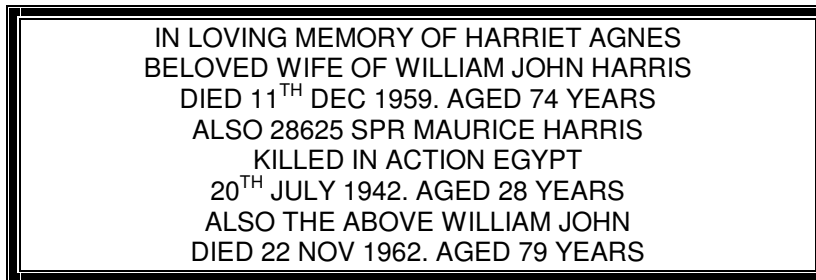 IN LOVING MEMORY OF HARRIET AGNES
BELOVED WIFE OF WILLIAM JOHN HARRIS
DIED 11TH DEC 1959. AGED 74 YEARS
ALSO 28625 SPR MAURICE HARRIS
KILLED IN ACTION EGYPT
20TH JULY 1942. AGED 28 YEARS
ALSO THE ABOVE WILLIAM JOHN
DIED 22 NOV 1962. AGED 79 YEARS